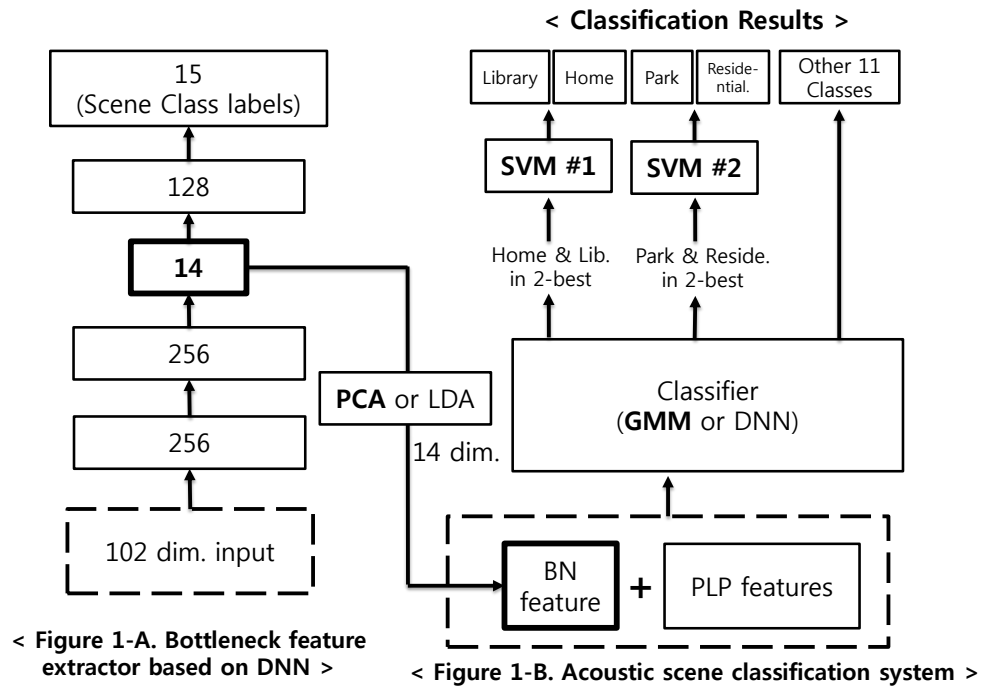 15
(Scene Class labels)
128
14
256
256
102 dim. input
< Figure 1-A. Bottleneck feature
extractor based on DNN >
PCA or LDA
14 dim.
< Classification Results >
Library
Home
Park
Reside-
ntial.
Other 11
Classes
SVM #1
SVM #2
Home & Lib.
in 2-best
Park & Reside.
in 2-best
Classifier
(GMM or DNN)
BN
feature
+
PLP features
< Figure 1-B. Acoustic scene classification system >